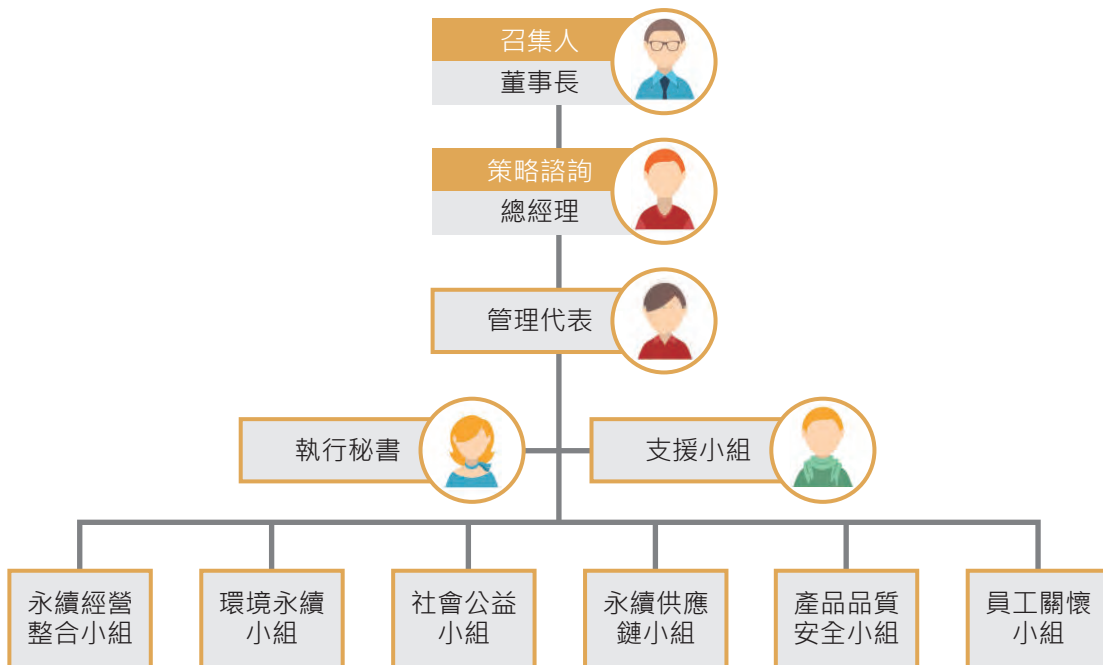 召集人
董事長
策略諮詢
總經理
管理代表
執行秘書
支援小組
永續經營
整合小組
環境永續
小組
社會公益
小組
永續供應
鏈小組
產品品質
安全小組
員工關懷
小組